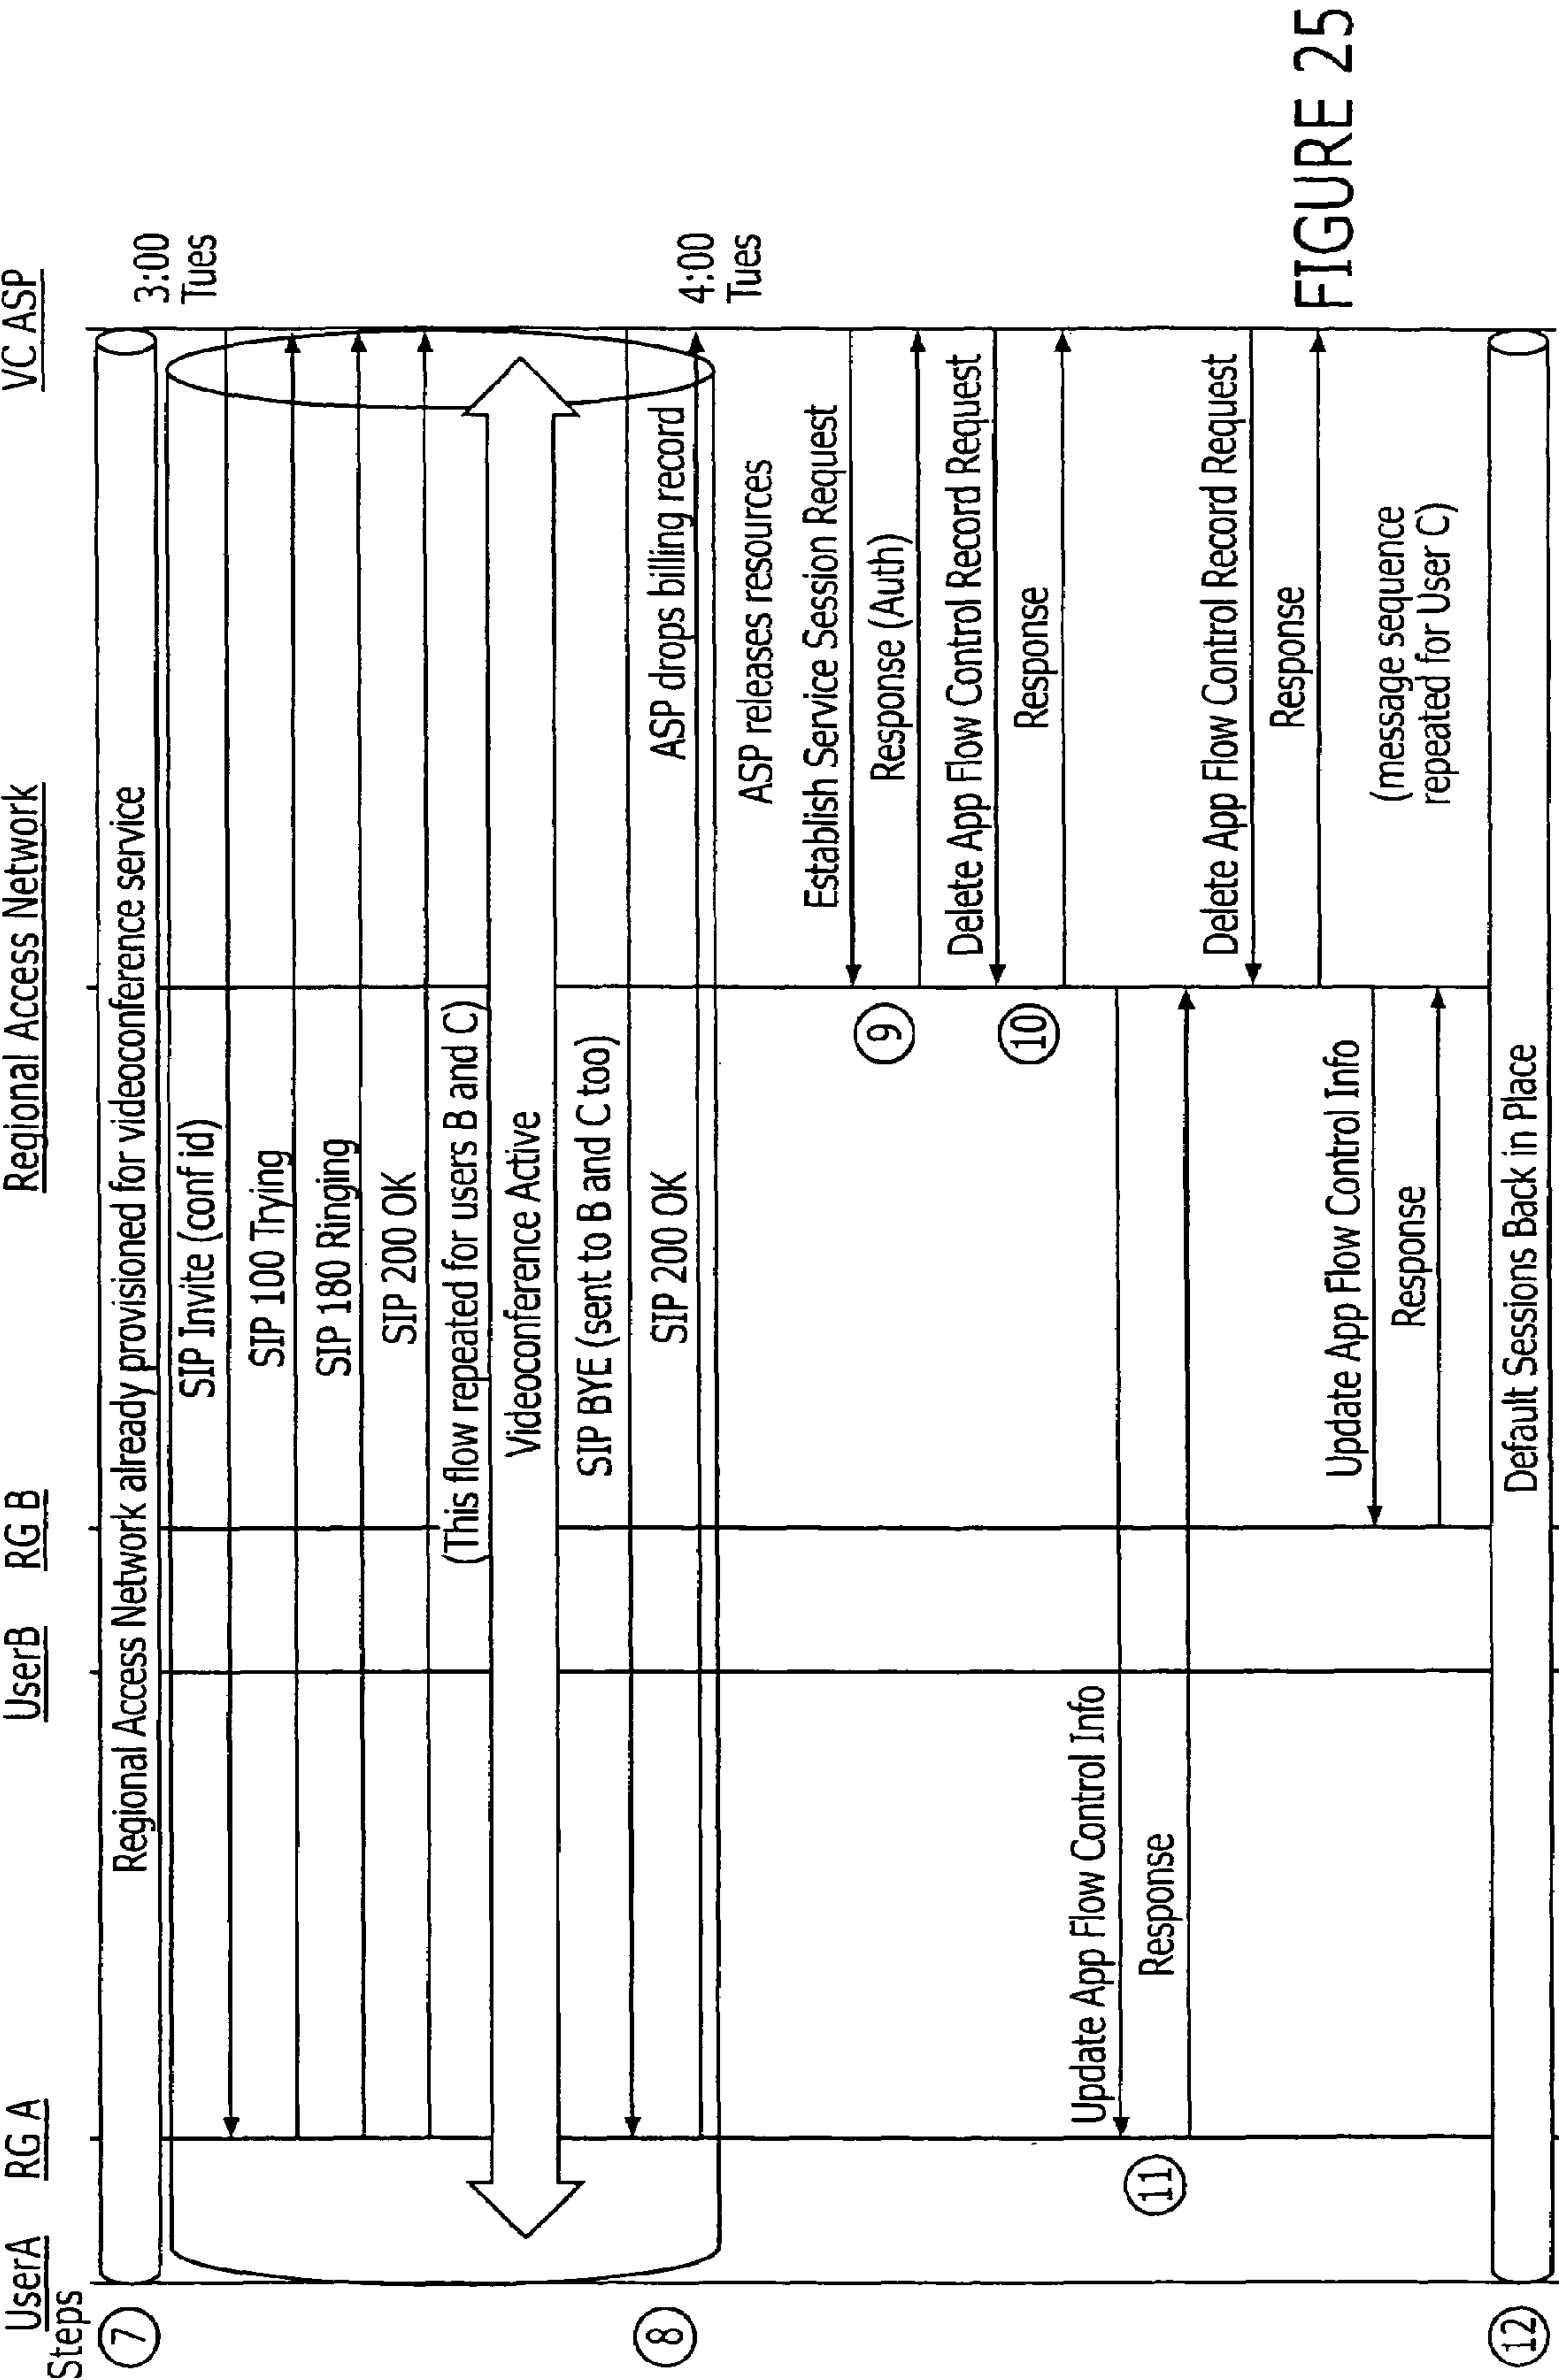 UserA RG A UserB RG B Regional Access Network VC ASP
Steps
7
Regional Access Network already provisioned for videoconference service
3:00
Tues
SIP Invite (conf id)
SIP 100 Trying
SIP 180 Ringing
SIP 200 OK
(This flow repeated for users B and C)
Videoconference Active
SIP BYE (sent to B and C too)
8
SIP 200 OK
ASP drops billing record
4:00
Tues
ASP releases resources
Establish Service Session Request
9
Response (Auth)
Delete App Flow Control Record Request
10
Response
Update App Flow Control Info
11
Response
Delete App Flow Control Record Request
Response
Update App Flow Control Info
Response
(message sequence
repeated for User C)
12
Default Sessions Back in Place
FIGURE 25